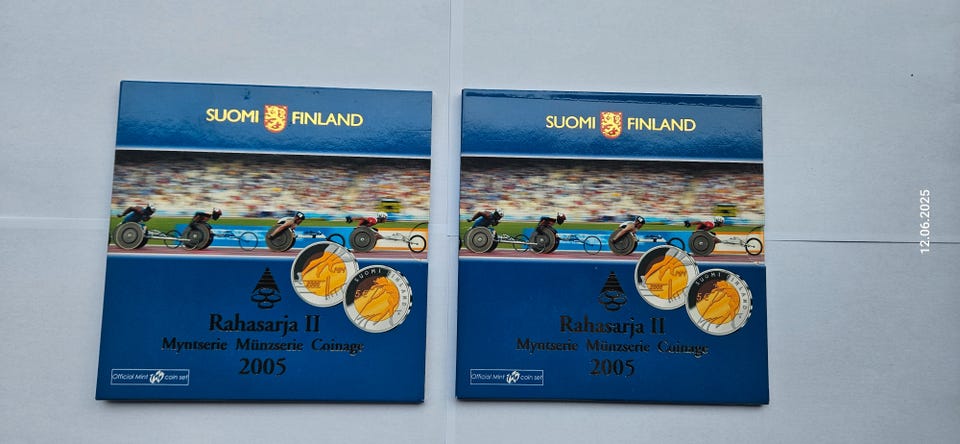 SUOMI FINLAND
Rahasarja II
Myntserie Münzserie Coinage
2005
Official Mint coin set
SUOMI FINLAND
Rahasarja II
Myntserie Münzserie Coinage
2005
Official Mint coin set
12.06.2025